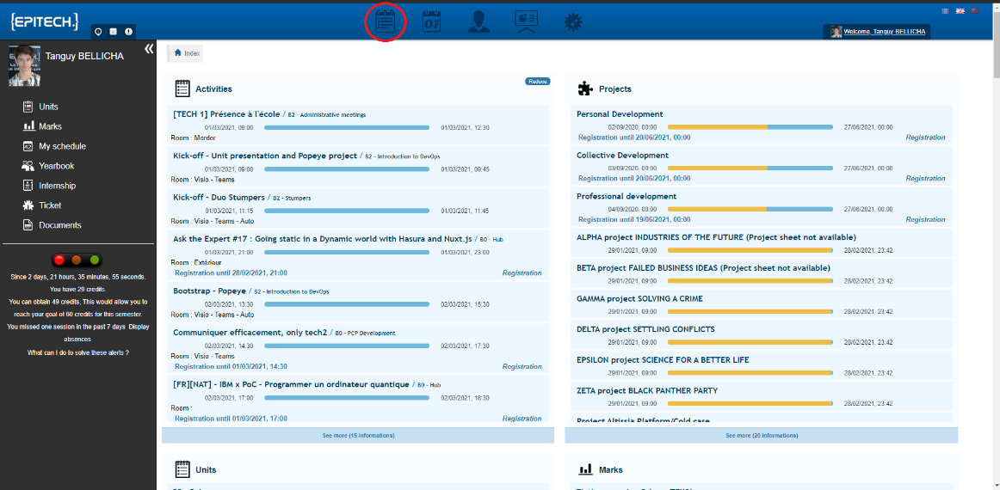 [EPITECH.]
01
Welcome, Tanguy BELLICHA
Tanguy BELLICHA
Units
Marks
42
My schedule
Yearbook
Internship
Ticket
Documents
Since 2 days, 21 hours, 35 minutes, 55 seconds.
You have 29 credits.
You can obtain 49 credits, This would allow you to
reach your goal of 60 credits for this semester.
You missed one session in the past 7 days Display
absences
What can I do to solve these alerts ?
Index
Activities
Reduce
[TECH 1] Présence à l'école / B2 - Administrative meetings
01/03/2021, 09:00 01/03/2021, 12:30
Room : Mordor
Kick-off - Unit presentation and Popeye project / B2 - Introduction to DevOps
01/03/2021, 09:00 01/03/2021, 09:45
Room : Visio - Teams
Kick-off - Duo Stumpers / B2 - Stumpers
01/03/2021, 11:15 01/03/2021, 11:45
Room : Visio - Teams - Auto
Ask the Expert #17 : Going static in a Dynamic world with Hasura and Nuxt.js / B0 - Hub
01/03/2021, 21:00 01/03/2021, 23:00
Room : Extérieur
Registration until 28/02/2021, 21:00 Registration
Bootstrap - Popeye / B2 - Introduction to DevOps
02/03/2021, 13:30 02/03/2021, 15:30
Room : Visio - Teams - Auto
Communiquer efficacement, only tech2 / B0 - PCP Development
02/03/2021, 14:30 02/03/2021, 17:30
Room : Visio - Teams
Registration until 01/03/2021, 14:30 Registration
[FR][NAT] - IBM x PoC - Programmer un ordinateur quantique / B0 - Hub
02/03/2021, 17:00 02/03/2021, 18:30
Room :
Registration until 01/03/2021, 17:00 Registration
See more (15 informations)
Projects
Personal Development
02/09/2020, 00:00 27/06/2021, 00:00
Registration until 20/06/2021, 00:00 Registration
Collective Development
03/09/2020, 00:00 27/06/2021, 00:00
Registration until 20/06/2021, 00:00 Registration
Professional development
04/09/2020, 00:00 27/06/2021, 00:00
Registration until 19/06/2021, 00:00 Registration
ALPHA project INDUSTRIES OF THE FUTURE (Project sheet not available)
29/01/2021, 09:00 28/02/2021, 23:42
BETA project FAILED BUSINESS IDEAS (Project sheet not available)
29/01/2021, 09:00 28/02/2021, 23:42
GAMMA project SOLVING A CRIME
29/01/2021, 09:00 28/02/2021, 23:42
DELTA project SETTLING CONFLICTS
29/01/2021, 09:00 28/02/2021, 23:42
EPSILON project SCIENCE FOR A BETTER LIFE
29/01/2021, 09:00 28/02/2021, 23:42
ZETA project BLACK PANTHER PARTY
29/01/2021, 09:00 28/02/2021, 23:42
Project Altissia Platform/Cold case
See more (20 informations)
Units
Marks